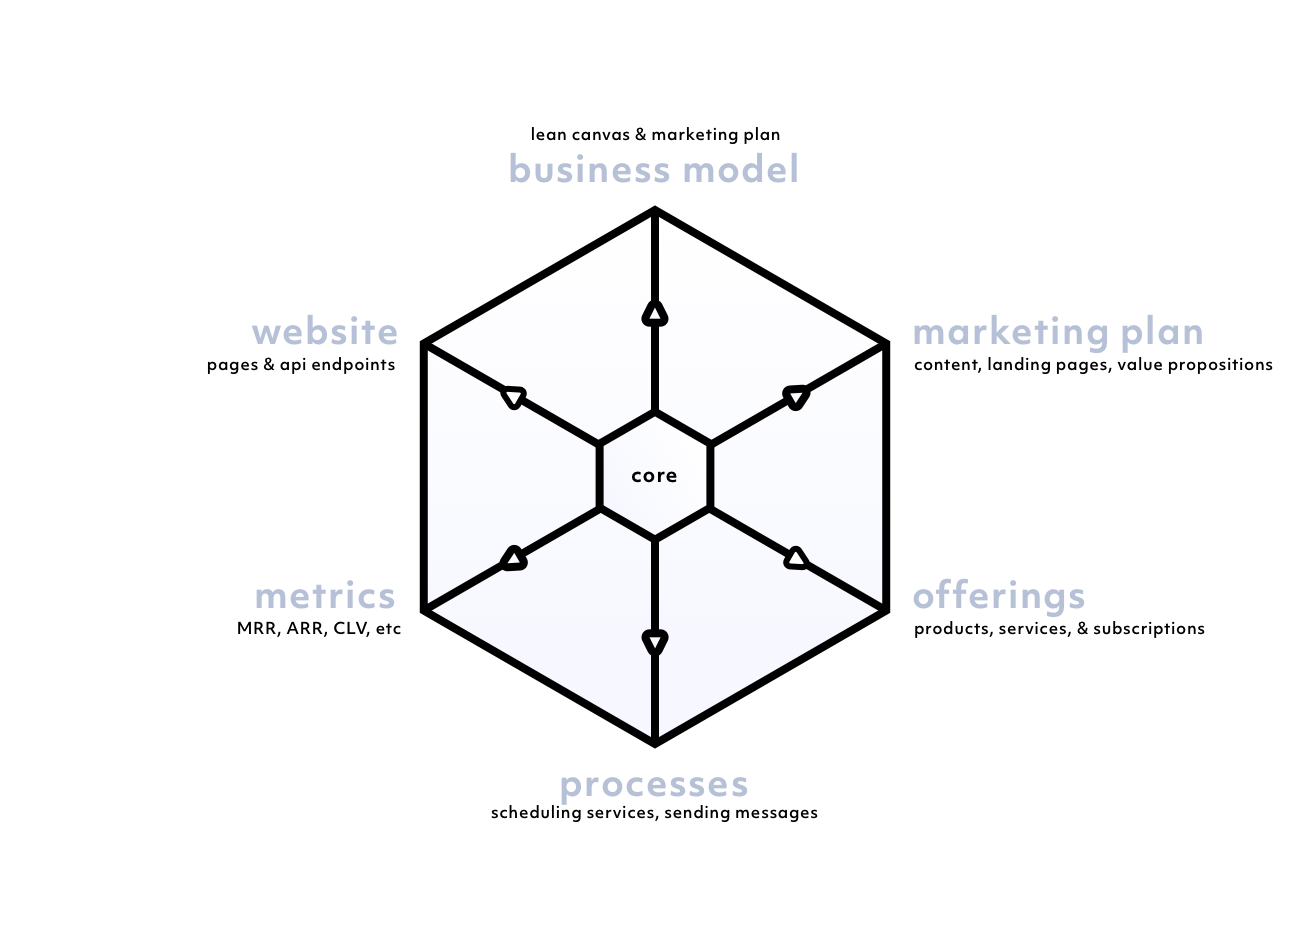 lean canvas & marketing plan
business model
website
pages & api endpoints
marketing plan
content, landing pages, value propositions
core
metrics
MRR, ARR, CLV, etc
offerings
products, services, & subscriptions
processes
scheduling services, sending messages